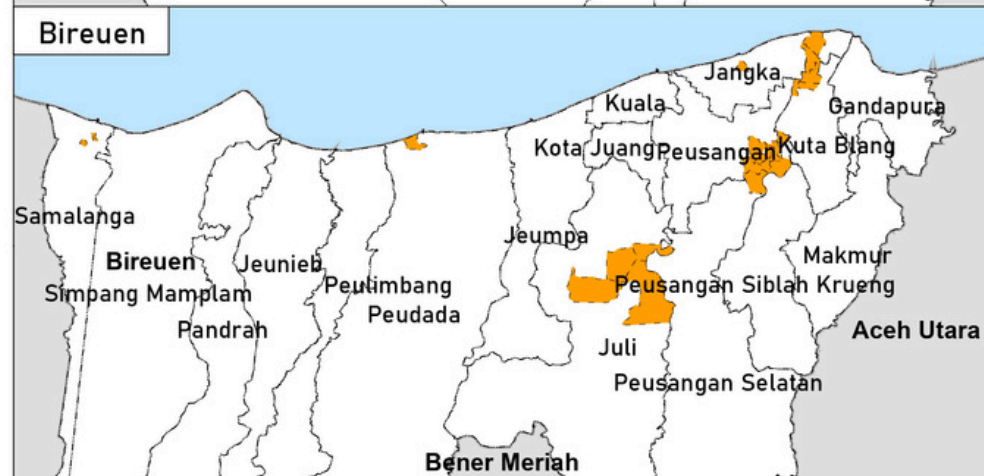 Bireuen
Jangka
Kuala
Gandapura
Kota Juang
Peusangan
Kuta Blang
Samalanga
Jeumpa
Bireuen
Jeunieb
Makmur
Simpang Mamplam
Peulimbang
Peusangan Siblah Krueng
Peudada
Pandrah
Aceh Utara
Juli
Peusangan Selatan
Bener Meriah